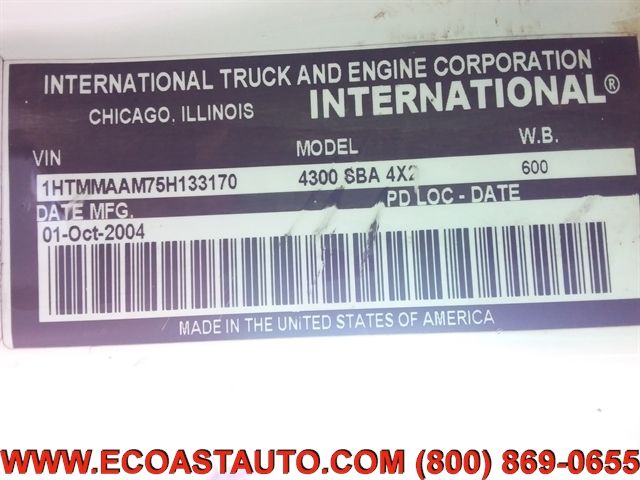 INTERNATIONAL TRUCK AND ENGINE CORPORATION
CHICAGO, ILLINOIS INTERNATIONAL®
VIN MODEL W.B.
1HTMMAAM75H133170 4300 SBA 4X2 600
DATE MFG. PD LOC - DATE
01-Oct-2004
MADE IN THE UNITED STATES OF AMERICA
WWW.ECOASTAUTO.COM (800) 869-0655